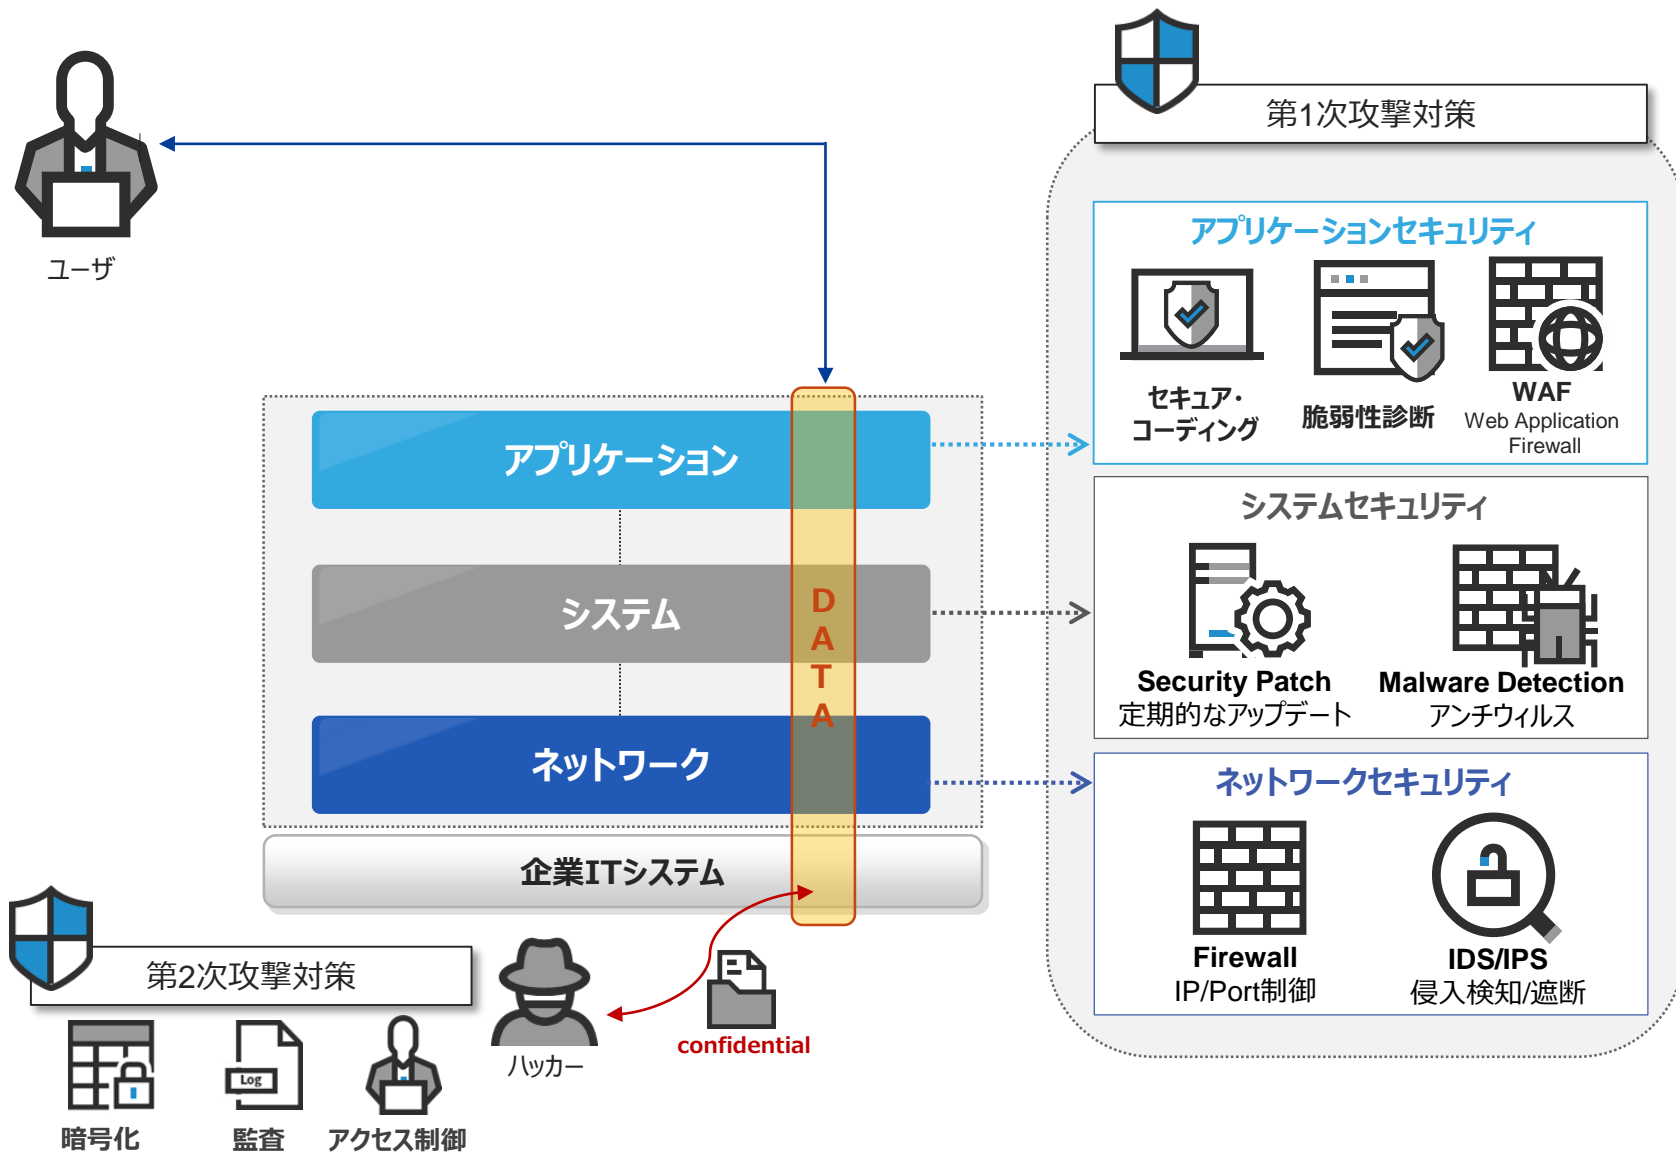 第1次攻撃対策
ユーザ
アプリケーションセキュリティ
セキュア・
コーディング
脆弱性診断
WAF
Web Application
Firewall
アプリケーション
システム
ネットワーク
D
A
T
A
企業ITシステム
システムセキュリティ
Security Patch
定期的なアップデート
Malware Detection
アンチウィルス
ネットワークセキュリティ
Firewall
IP/Port制御
IDS/IPS
侵入検知/遮断
第2次攻撃対策
Log
暗号化
監査
アクセス制御
ハッカー
confidential